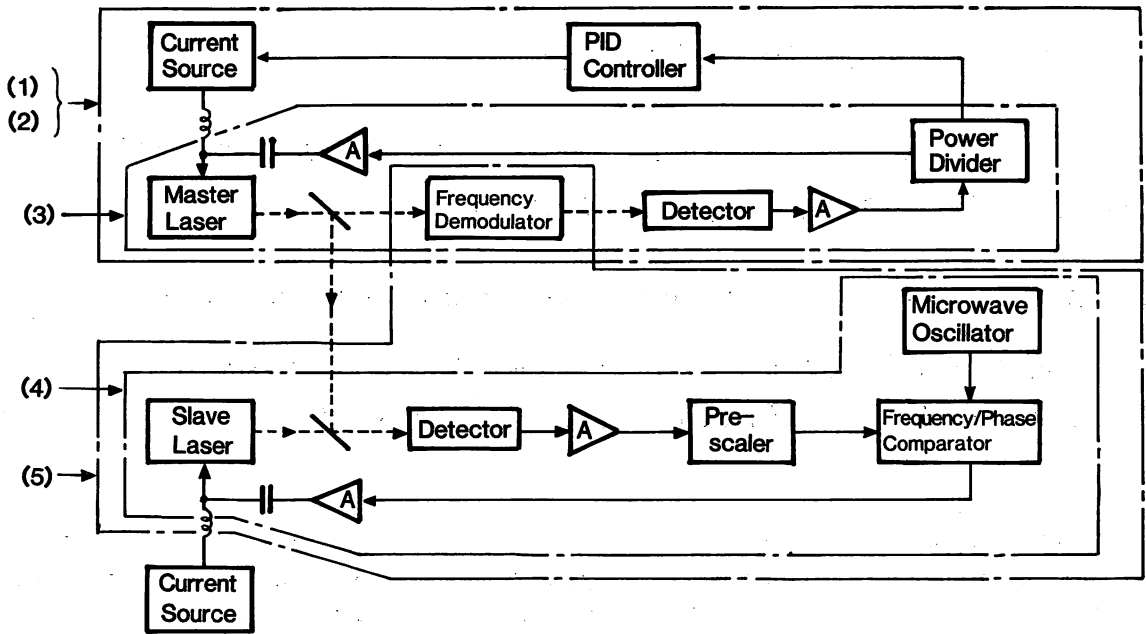 Current
Source
PID
Controller
(1)
(2)
A
Power
Divider
Master
Laser
Frequency
Demodulator
Detector
A
(3)
Microwave
Oscillator
(4)
Slave
Laser
Detector
A
Pre-
scaler
Frequency/Phase
Comparator
(5)
A
Current
Source